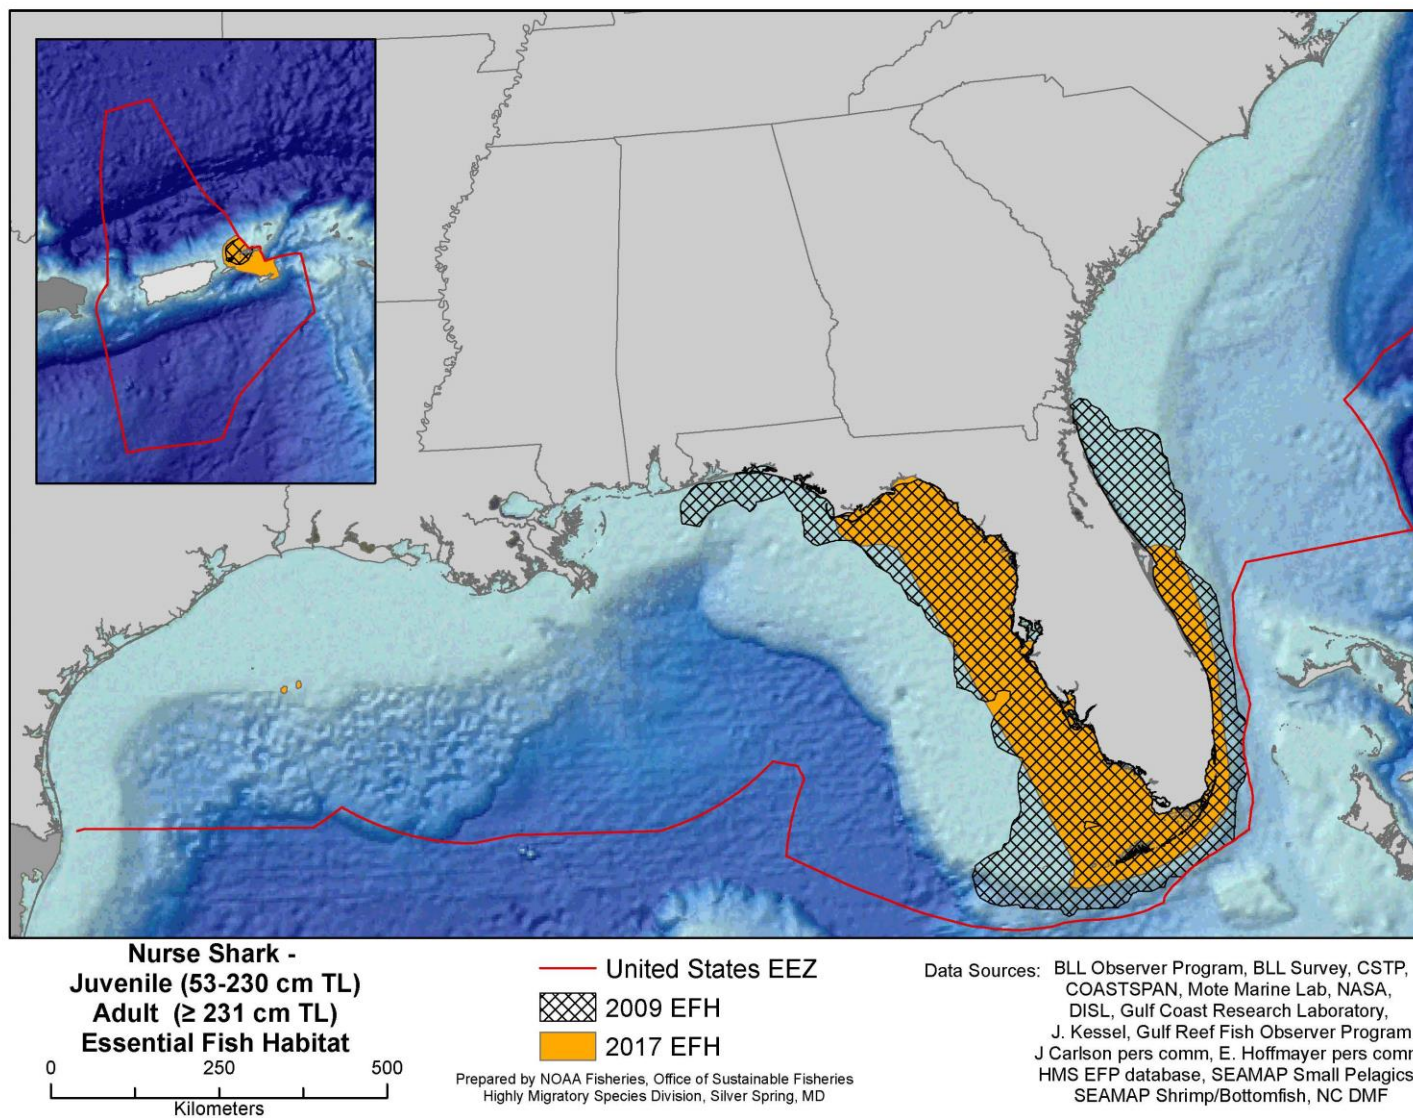 Nurse Shark -
Juvenile (53-230 cm TL)
Adult (≥ 231 cm TL)
Essential Fish Habitat
0 250 500
Kilometers
United States EEZ
2009 EFH
2017 EFH
Prepared by NOAA Fisheries, Office of Sustainable Fisheries
Highly Migratory Species Division, Silver Spring, MD
Data Sources: BLL Observer Program, BLL Survey, CSTP,
COASTSPAN, Mote Marine Lab, NASA,
DISL, Gulf Coast Research Laboratory,
J. Kessel, Gulf Reef Fish Observer Program
J Carlson pers comm, E. Hoffmayer pers comm
HMS EFP database, SEAMAP Small Pelagics
SEAMAP Shrimp/Bottomfish, NC DMF